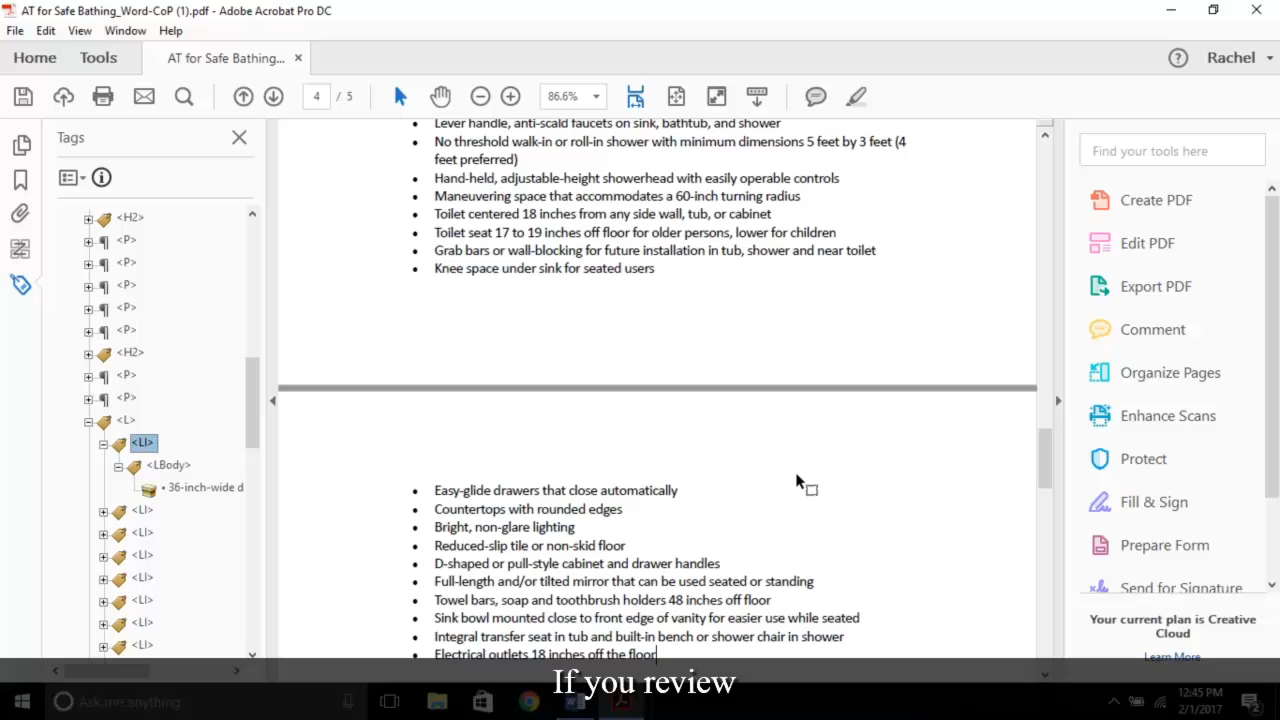 AT for Safe Bathing_Word-CoP (1).pdf - Adobe Acrobat Pro DC
File Edit View Window Help
Home Tools AT for Safe Bathing... × Rachel
4 / 5 86.6%
Tags
<H2>
<P>
<P>
<P>
<P>
<P>
<H2>
<P>
<P>
<L>
<LI>
<LBody>
• 36-inch-wide d
<LI>
<LI>
<LI>
<LI>
<LI>
<LI>
<LI>
• Lever handle, anti-scald faucets on sink, bathtub, and shower
• No threshold walk-in or roll-in shower with minimum dimensions 5 feet by 3 feet (4
feet preferred)
• Hand-held, adjustable-height showerhead with easily operable controls
• Maneuvering space that accommodates a 60-inch turning radius
• Toilet centered 18 inches from any side wall, tub, or cabinet
• Toilet seat 17 to 19 inches off floor for older persons, lower for children
• Grab bars or wall-blocking for future installation in tub, shower and near toilet
• Knee space under sink for seated users
• Easy-glide drawers that close automatically
• Countertops with rounded edges
• Bright, non-glare lighting
• Reduced-slip tile or non-skid floor
• D-shaped or pull-style cabinet and drawer handles
• Full-length and/or tilted mirror that can be used seated or standing
• Towel bars, soap and toothbrush holders 48 inches off floor
• Sink bowl mounted close to front edge of vanity for easier use while seated
• Integral transfer seat in tub and built-in bench or shower chair in shower
• Electrical outlets 18 inches off the floor
Find your tools here
Create PDF
Edit PDF
Export PDF
Comment
Organize Pages
Enhance Scans
Protect
Fill & Sign
Prepare Form
Send for Signature
Your current plan is Creative
Cloud
Learn More
If you review
Ask me anything
12:45 PM
2/1/2017
2